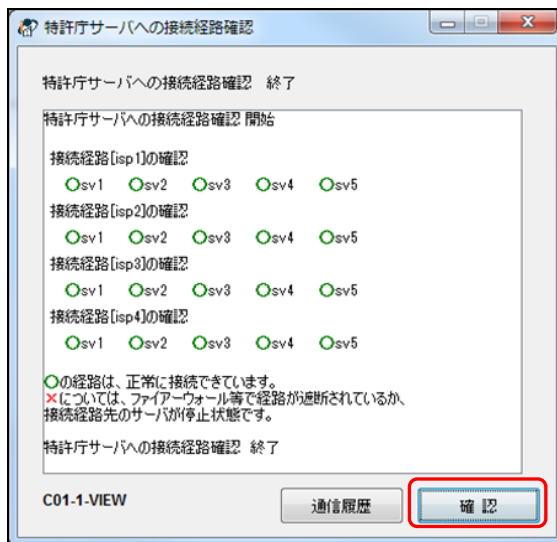 特許庁サーバへの接続経路確認
特許庁サーバへの接続経路確認 終了
特許庁サーバへの接続経路確認 開始
接続経路[isp1]の確認
○sv1 ○sv2 ○sv3 ○sv4 ○sv5
接続経路[isp2]の確認
○sv1 ○sv2 ○sv3 ○sv4 ○sv5
接続経路[isp3]の確認
○sv1 ○sv2 ○sv3 ○sv4 ○sv5
接続経路[isp4]の確認
○sv1 ○sv2 ○sv3 ○sv4 ○sv5
○の経路は、正常に接続できています。
×については、ファイアーウォール等で経路が遮断されているか、
接続経路先のサーバが停止状態です。
特許庁サーバへの接続経路確認 終了
C01-1-VIEW 通信履歴 確 認